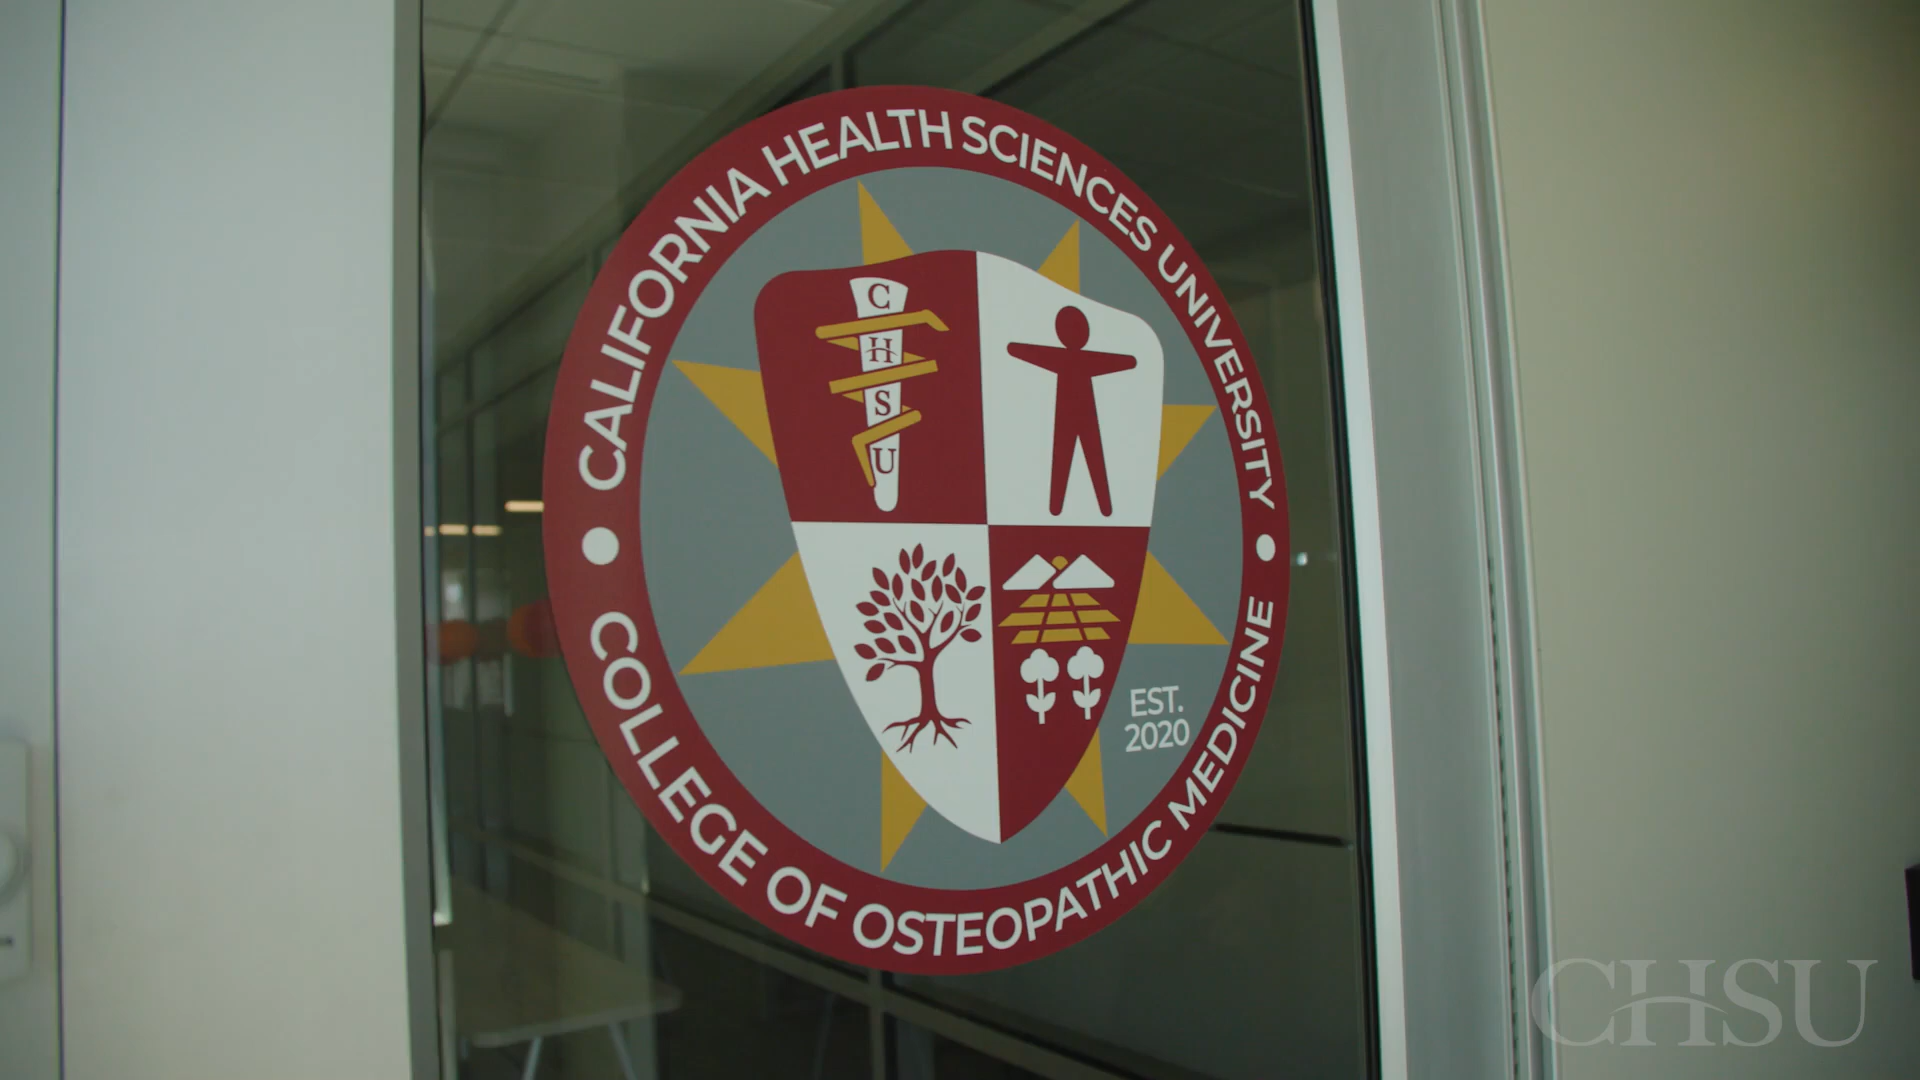 CALIFORNIA HEALTH SCIENCES UNIVERSITY
C
H
S
U
EST.
2020
COLLEGE OF OSTEOPATHIC MEDICINE
CHSU